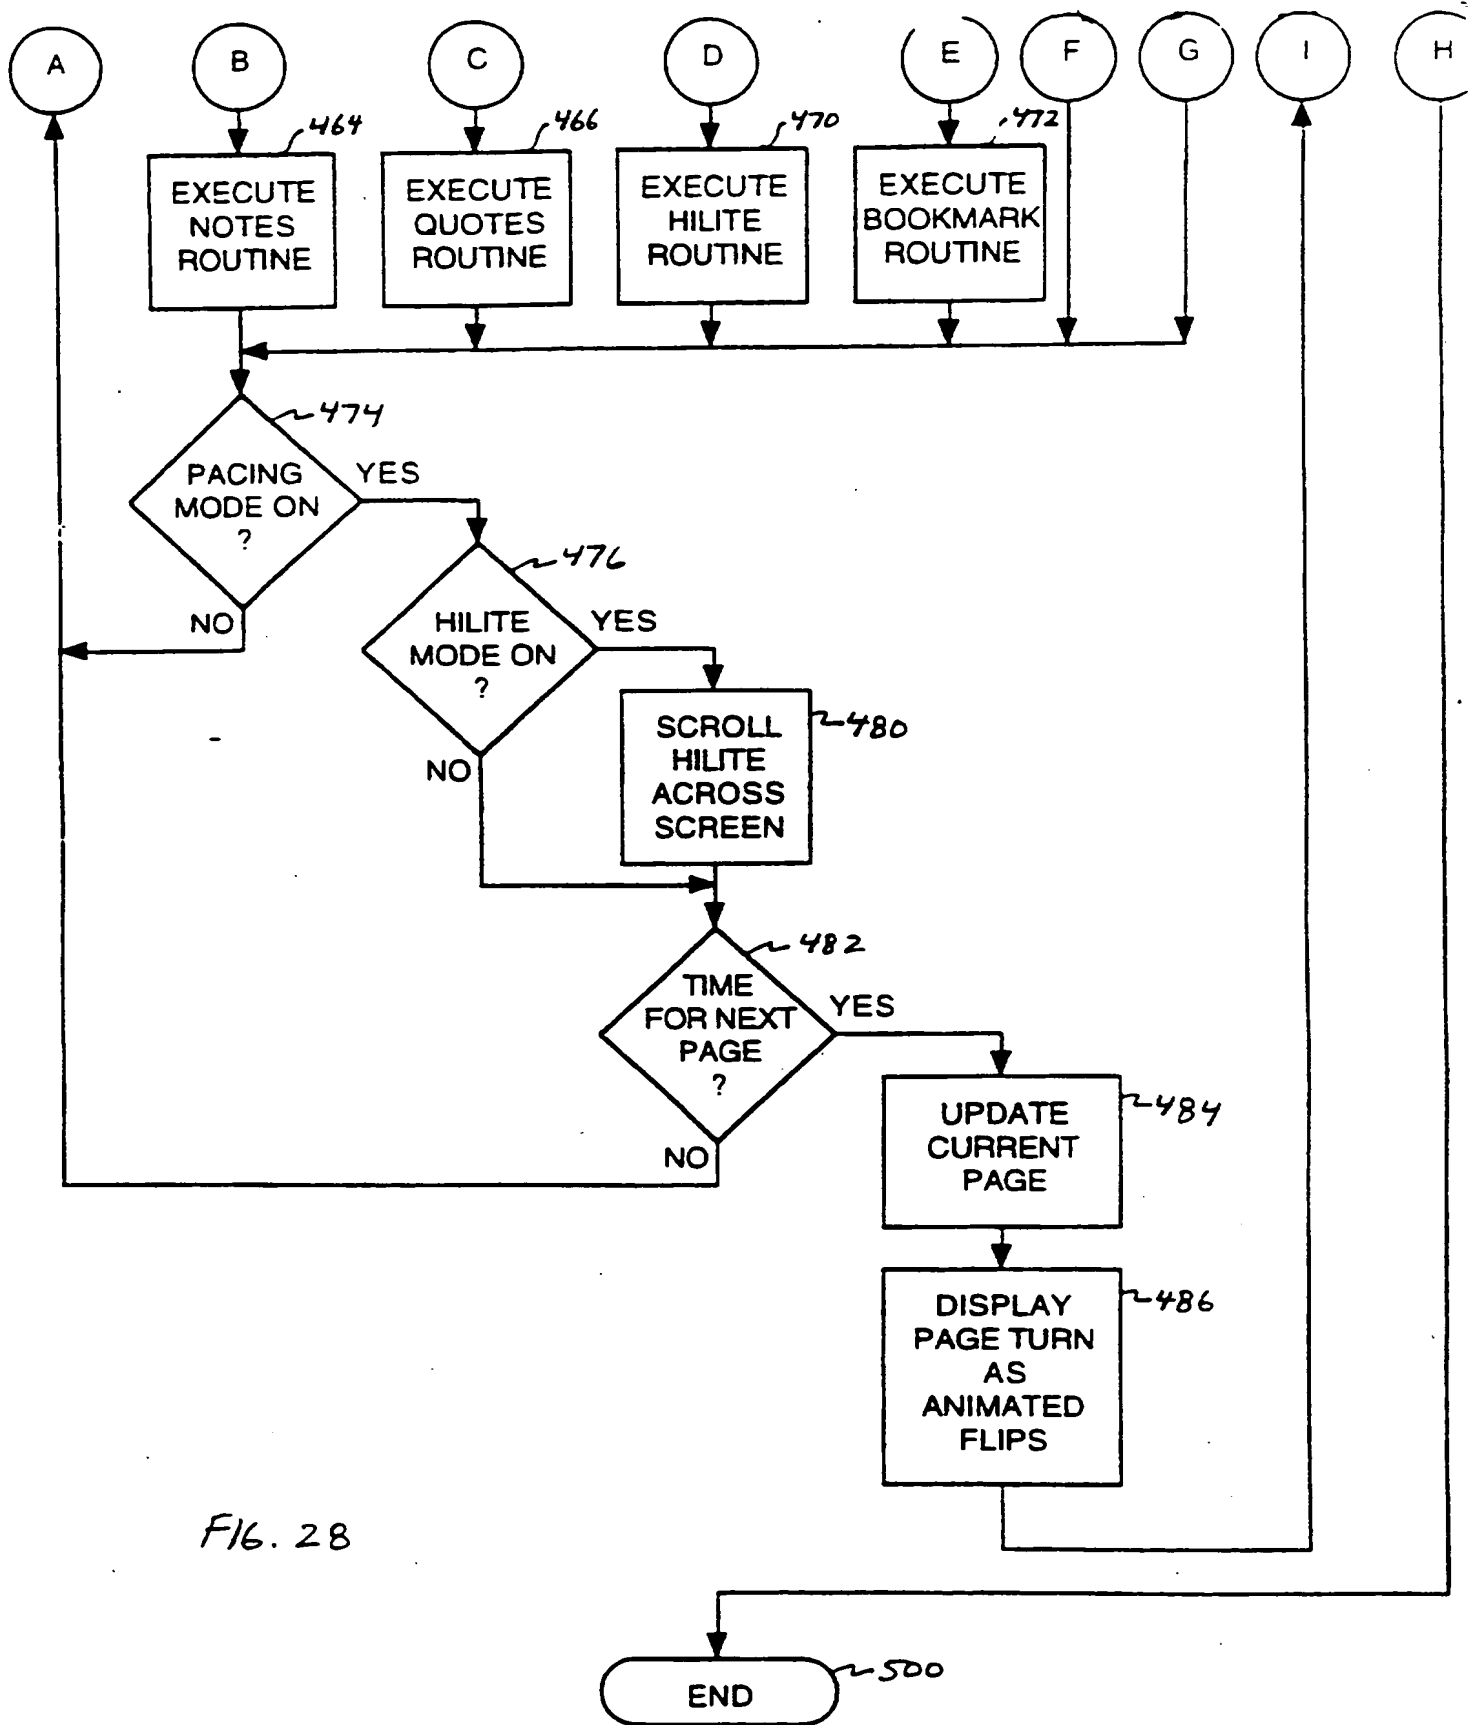 A
B
C
D
E
F
G
I
H
464
466
470
472
EXECUTE
NOTES
ROUTINE
EXECUTE
QUOTES
ROUTINE
EXECUTE
HILITE
ROUTINE
EXECUTE
BOOKMARK
ROUTINE
474
PACING
MODE ON
?
YES
NO
476
HILITE
MODE ON
?
YES
NO
480
SCROLL
HILITE
ACROSS
SCREEN
482
TIME
FOR NEXT
PAGE
?
YES
NO
484
UPDATE
CURRENT
PAGE
486
DISPLAY
PAGE TURN
AS
ANIMATED
FLIPS
FIG. 28
500
END